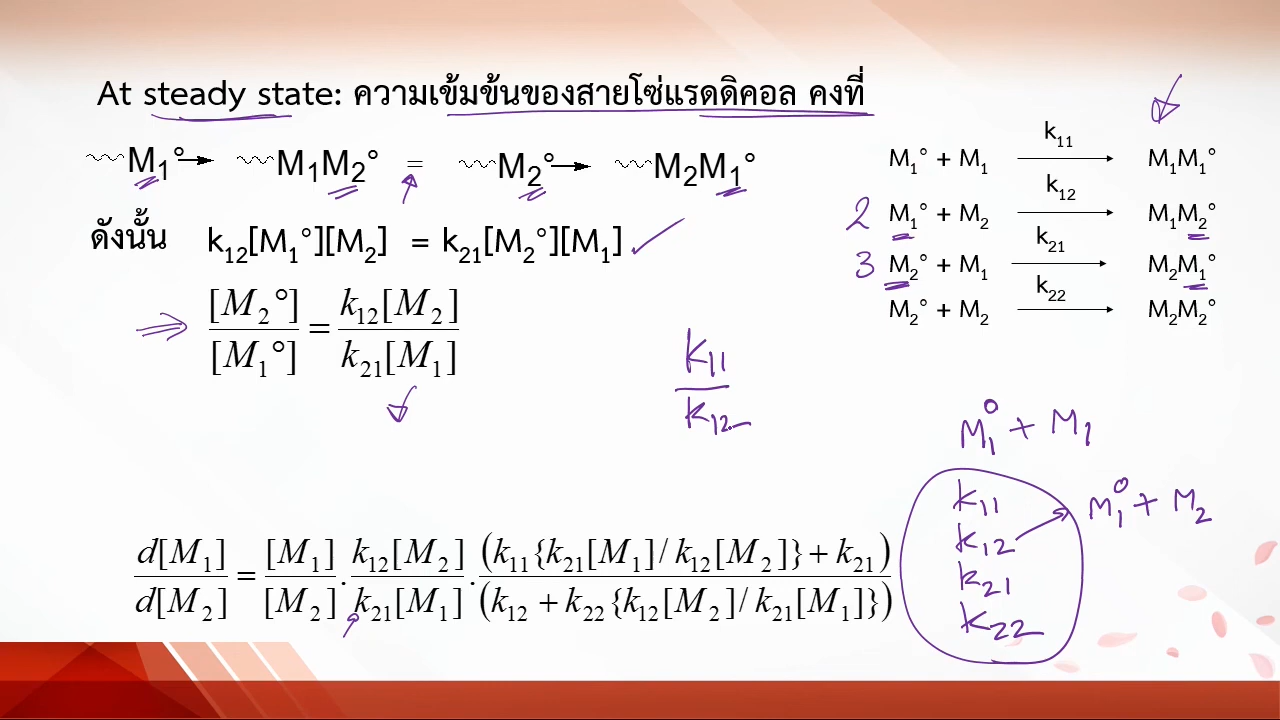 At steady state: ความเข้มข้นของสายโซ่แรดดิคอล คงที่
M₁° → M₁M₂° = M₂° → M₂M₁°
ดังนั้น k₁₂[M₁°][M₂] = k₂₁[M₂°][M₁]
[M₂°]/[M₁°] = k₁₂[M₂]/k₂₁[M₁]
M₁° + M₁ k₁₁ M₁M₁°
2 M₁° + M₂ k₁₂ M₁M₂°
3 M₂° + M₁ k₂₁ M₂M₁°
M₂° + M₂ k₂₂ M₂M₂°
k₁₁/k₁₂
M₁° + M₁
k₁₁
k₁₂ → M₁° + M₂
k₂₁
k₂₂
d[M₁]/d[M₂] = [M₁]/[M₂] . k₁₂[M₂]/k₂₁[M₁] . (k₁₁{k₂₁[M₁]/k₁₂[M₂]} + k₂₁)/(k₁₂ + k₂₂{k₁₂[M₂]/k₂₁[M₁]})